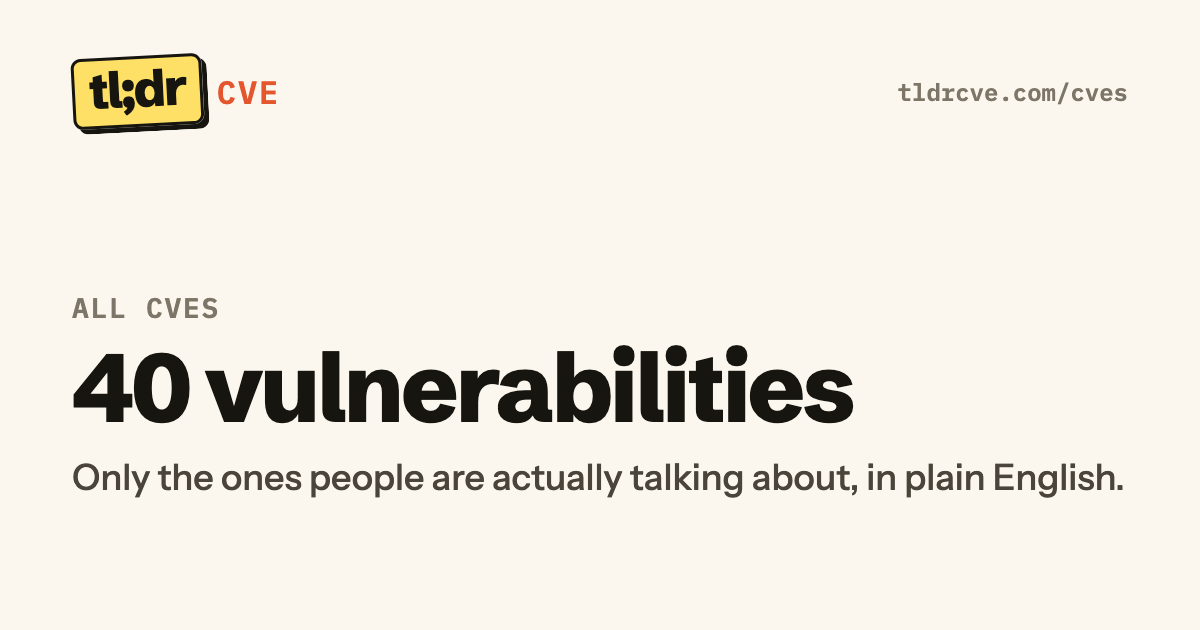 tl;dr CVE
tldrcve.com/cves
ALL CVES
40 vulnerabilities
Only the ones people are actually talking about, in plain English.